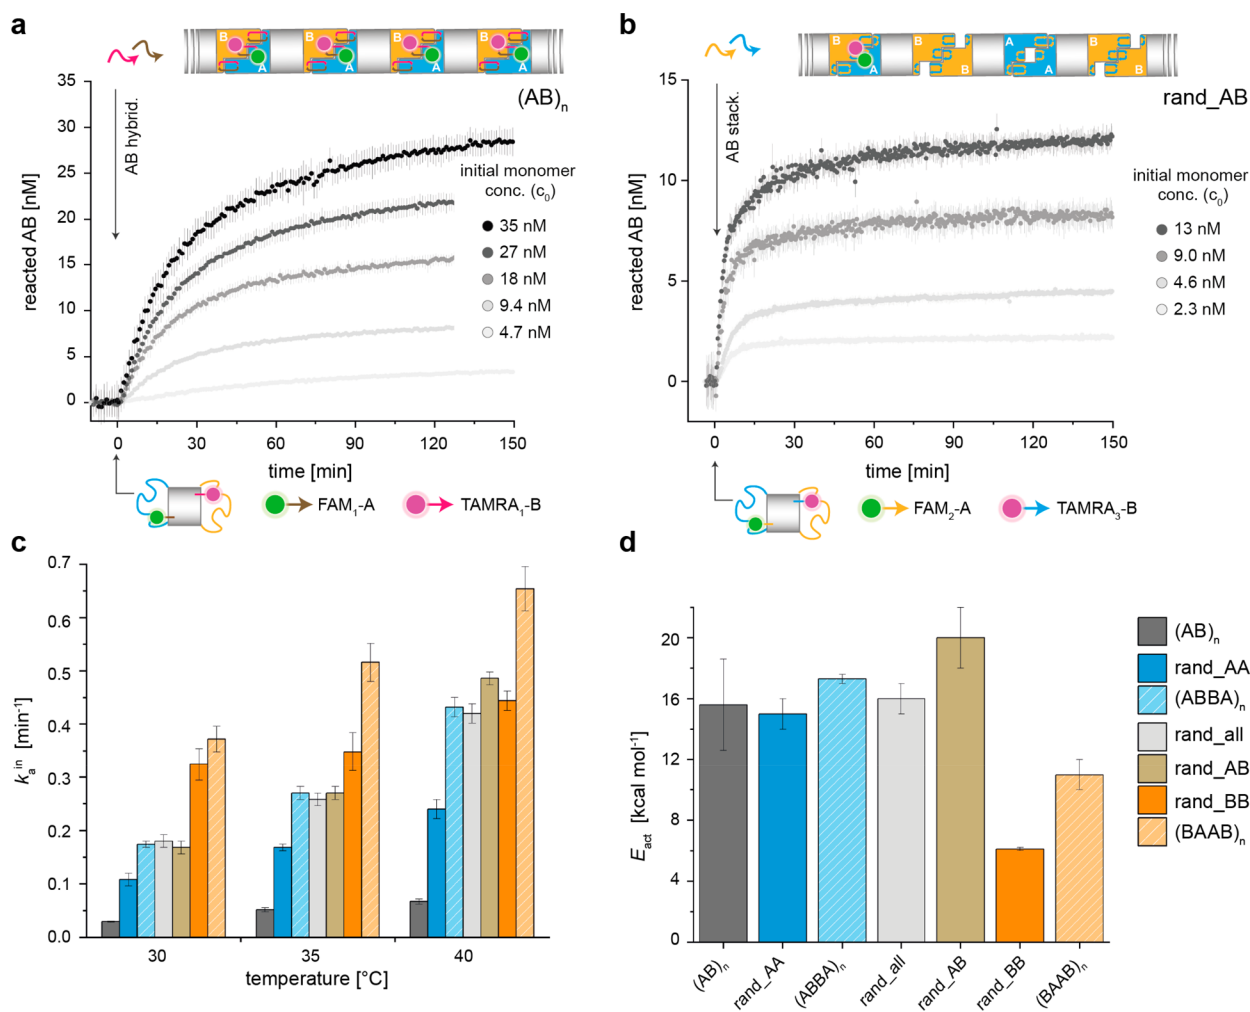 a
B B B B
A A A A
(AB)n
AB hybrid.
reacted AB [nM]
35
30
25
20
15
10
5
0
initial monomer
conc. (c0)
35 nM
27 nM
18 nM
9.4 nM
4.7 nM
0 30 60 90 120 150
time [min]
FAM1-A
TAMRA1-B
b
B B A B
A B A B
rand_AB
AB stack.
reacted AB [nM]
15
10
5
0
initial monomer
conc. (c0)
13 nM
9.0 nM
4.6 nM
2.3 nM
0 30 60 90 120 150
time [min]
FAM2-A
TAMRA3-B
c
ka in [min-1]
0.7
0.6
0.5
0.4
0.3
0.2
0.1
0.0
30 35 40
temperature [°C]
d
Eact [kcal mol-1]
20
16
12
8
4
0
(AB)n
rand_AA
(ABBA)n
rand_all
rand_AB
rand_BB
(BAAB)n
(AB)n
rand_AA
(ABBA)n
rand_all
rand_AB
rand_BB
(BAAB)n